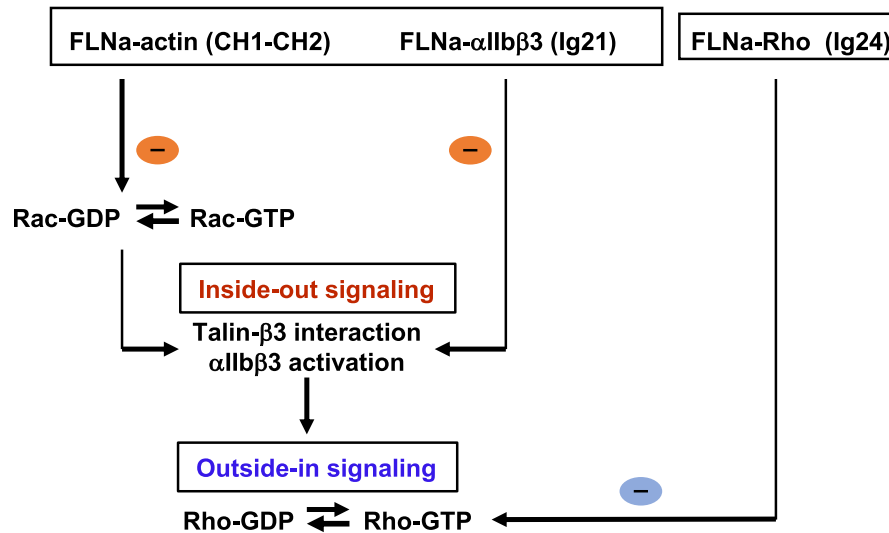 FLNa-actin (CH1-CH2) FLNa-αIIbβ3 (Ig21) FLNa-Rho (Ig24)
− −
Rac-GDP Rac-GTP
Inside-out signaling
Talin-β3 interaction
αIIbβ3 activation
Outside-in signaling
−
Rho-GDP Rho-GTP